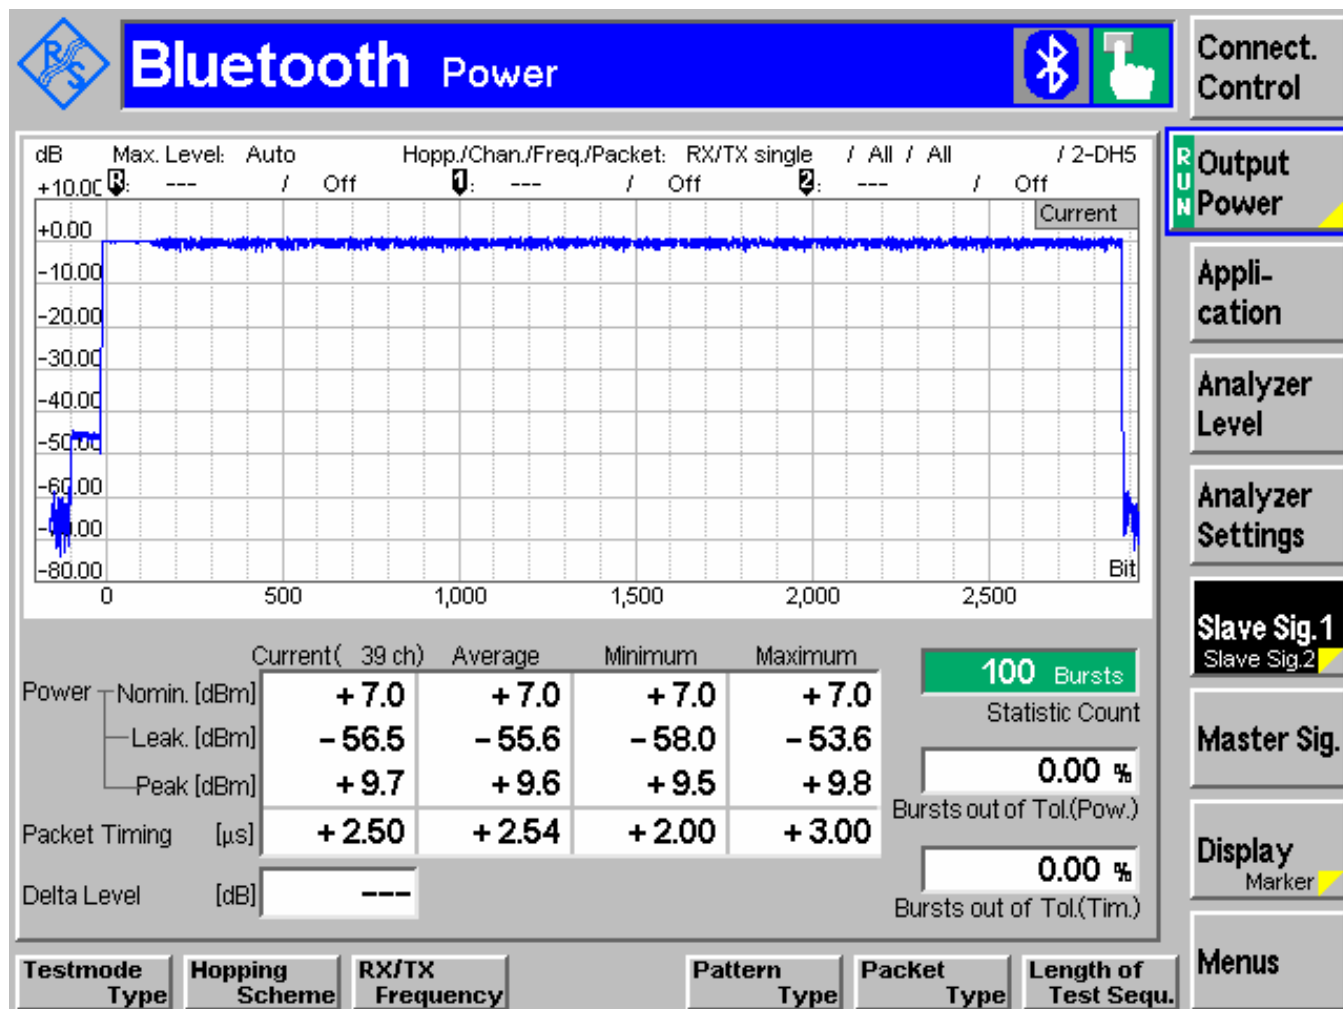 R S
Bluetooth Power
Connect. Control
dB Max. Level: Auto Hopp./Chan./Freq./Packet: RX/TX single / All / All / 2-DH5
+10.00 R: --- / Off 1: --- / Off 2: --- / Off
Current
+0.00
-10.00
-20.00
-30.00
-40.00
-50.00
-60.00
-80.00
Bit
0 500 1,000 1,500 2,000 2,500
RUN
Output Power
Appli- cation
Analyzer Level
Analyzer Settings
Slave Sig.1
Slave Sig.2
Master Sig.
Display
Marker
Menus
Current( 39 ch) Average Minimum Maximum
Power Nomin. [dBm] +7.0 +7.0 +7.0 +7.0
Leak. [dBm] -56.5 -55.6 -58.0 -53.6
Peak [dBm] +9.7 +9.6 +9.5 +9.8
Packet Timing [µs] +2.50 +2.54 +2.00 +3.00
Delta Level [dB] ---
100 Bursts
Statistic Count
0.00 %
Bursts out of Tol.(Pow.)
0.00 %
Bursts out of Tol.(Tim.)
Testmode Type
Hopping Scheme
RX/TX Frequency
Pattern Type
Packet Type
Length of Test Sequ.